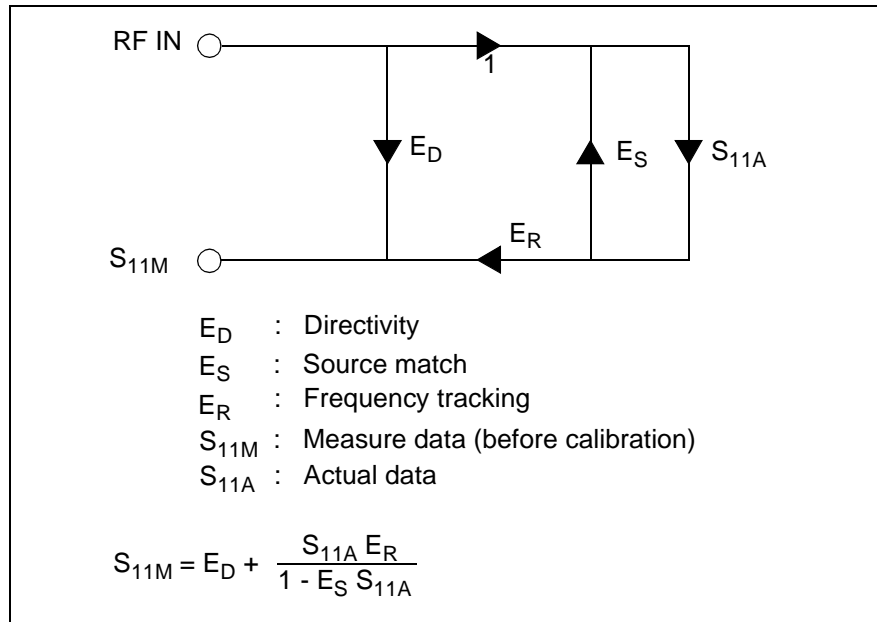 RF IN
1
E_D
E_S
S_11A
E_R
S_11M
E_D : Directivity
E_S : Source match
E_R : Frequency tracking
S_11M : Measure data (before calibration)
S_11A : Actual data
S_11M = E_D + S_11A E_R / 1 - E_S S_11A